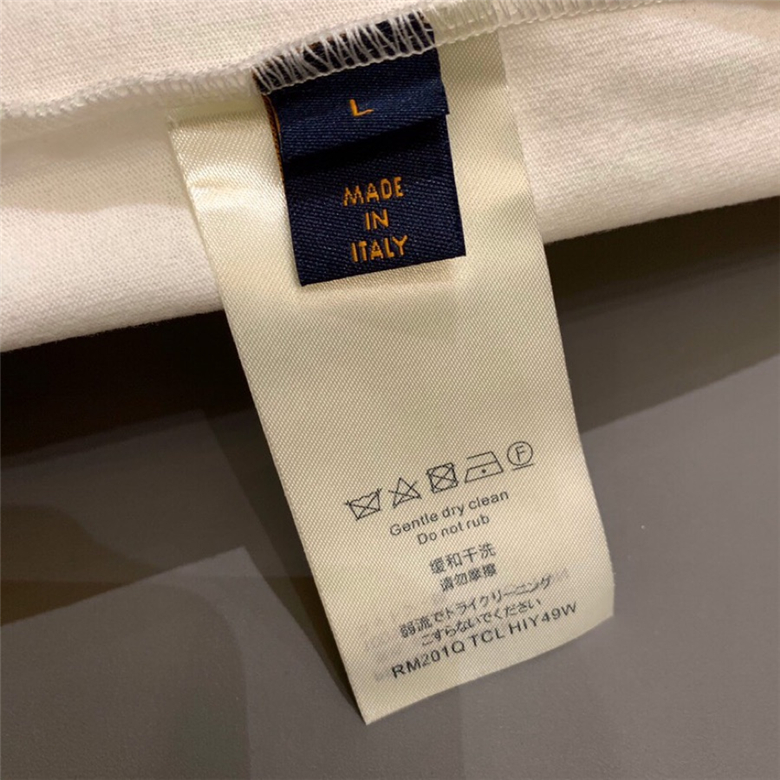 L
MADE
IN
ITALY
F
Gentle dry clean
Do not rub
缓和干洗
请勿摩擦
弱流でドライクリーニング
こすらないでください
RM201Q TCL HIY49W